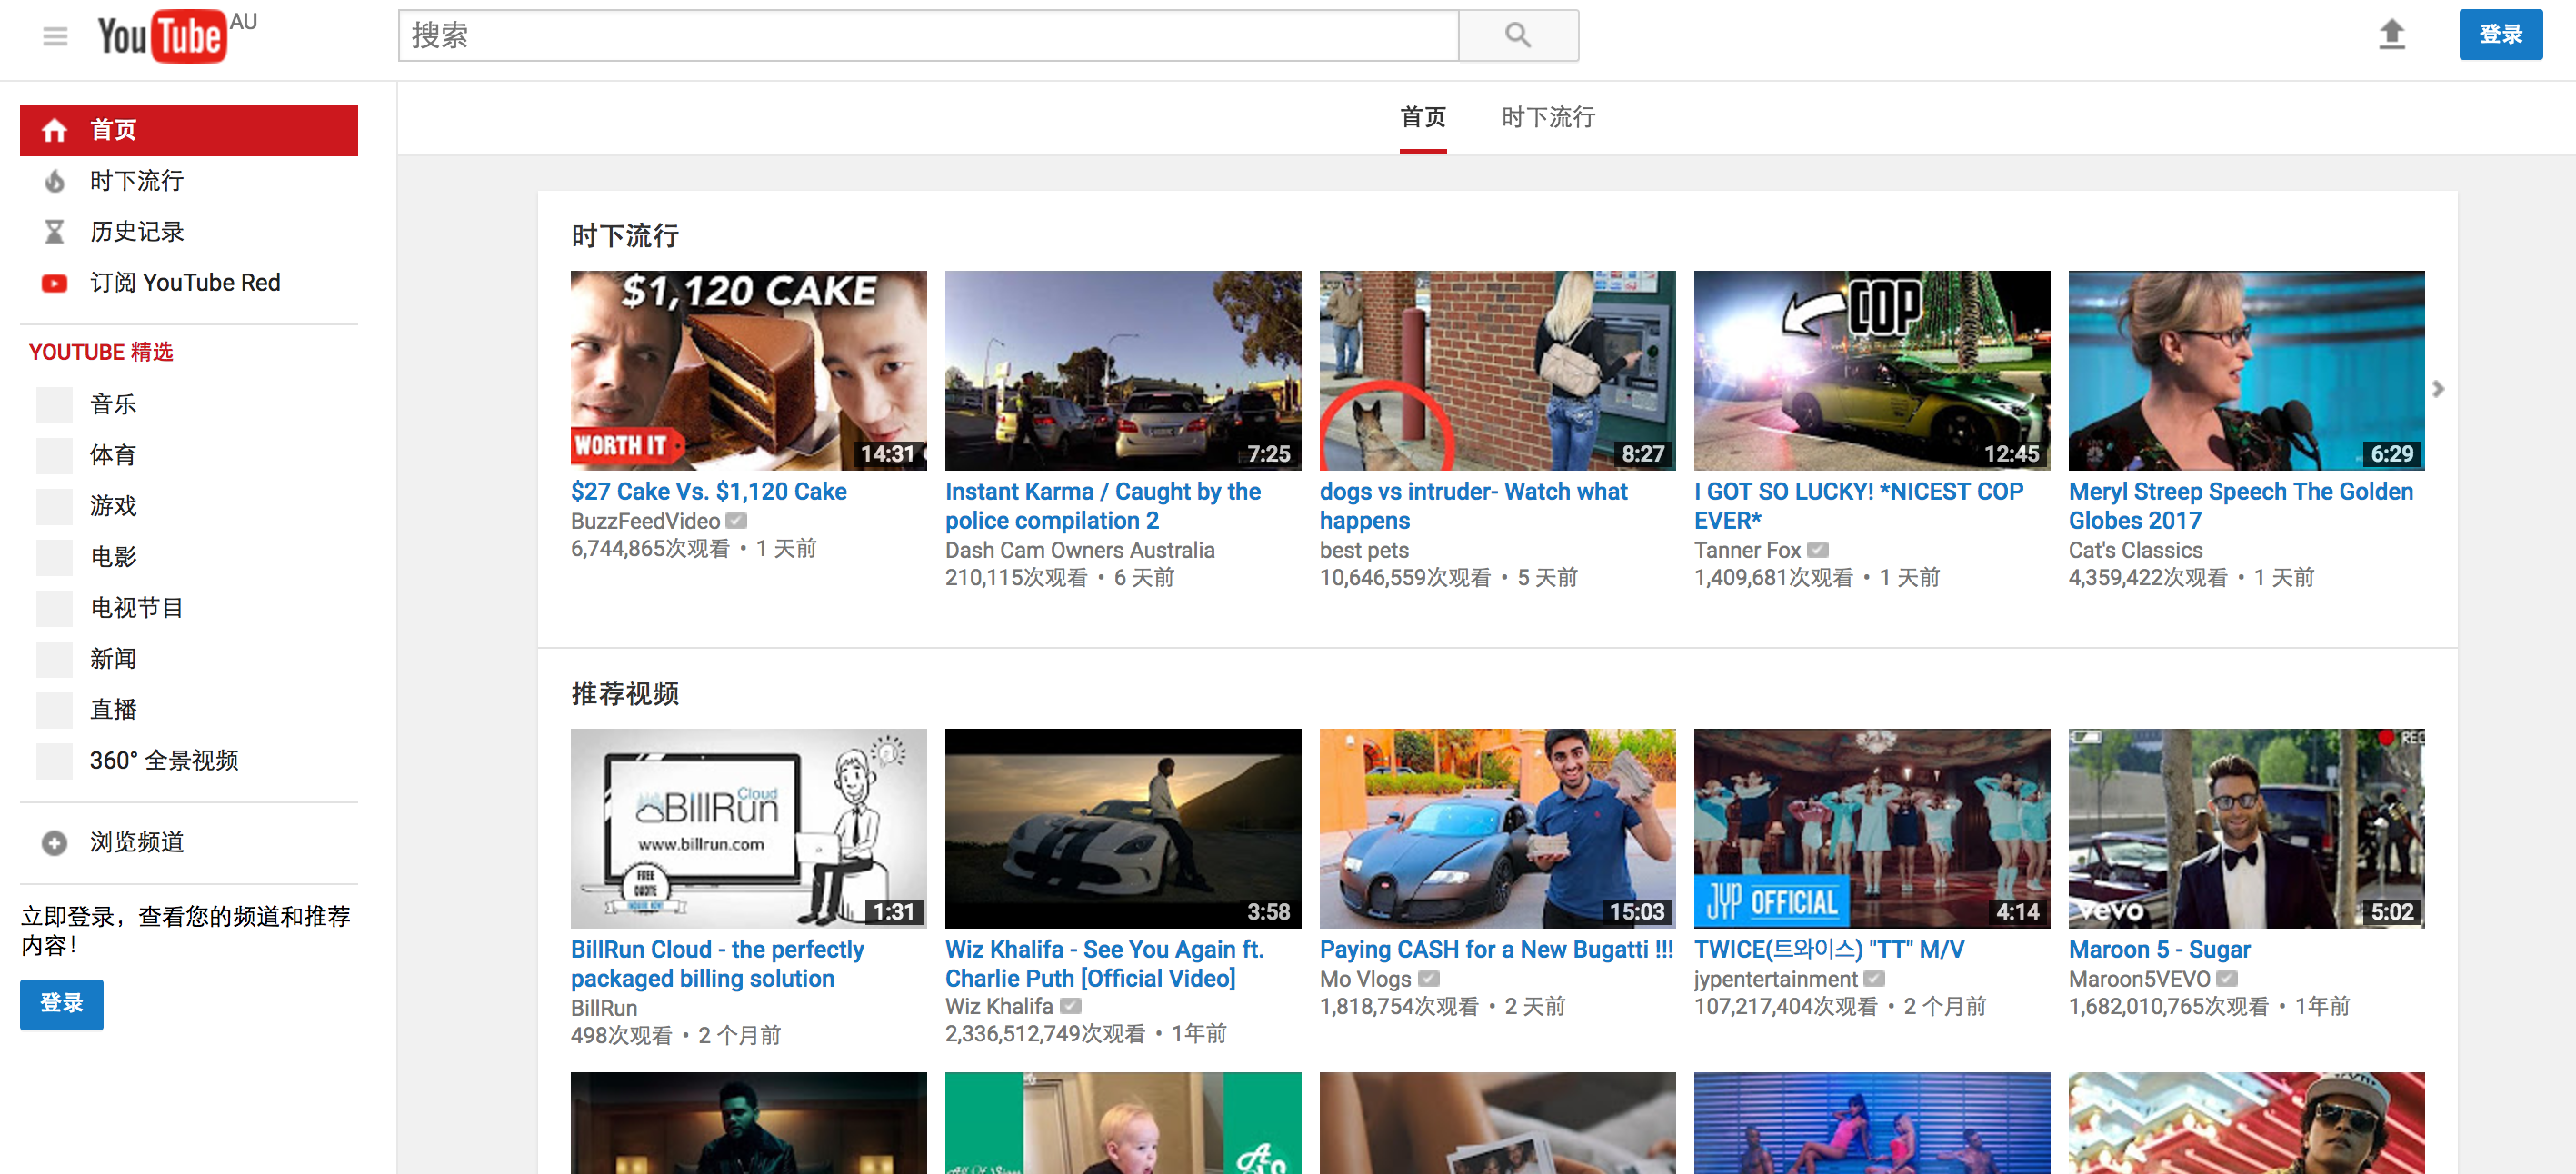 YouTube AU
搜索
登录
首页
时下流行
历史记录
订阅 YouTube Red
YOUTUBE 精选
音乐
体育
游戏
电影
电视节目
新闻
直播
360° 全景视频
浏览频道
立即登录，查看您的频道和推荐
内容！
登录
首页 时下流行
时下流行
$1,120 CAKE
WORTH IT
14:31
$27 Cake Vs. $1,120 Cake
BuzzFeedVideo
6,744,865次观看 • 1 天前
7:25
Instant Karma / Caught by the
police compilation 2
Dash Cam Owners Australia
210,115次观看 • 6 天前
8:27
dogs vs intruder- Watch what
happens
best pets
10,646,559次观看 • 5 天前
COP
12:45
I GOT SO LUCKY! *NICEST COP
EVER*
Tanner Fox
1,409,681次观看 • 1 天前
6:29
Meryl Streep Speech The Golden
Globes 2017
Cat's Classics
4,359,422次观看 • 1 天前
推荐视频
BillRun Cloud
www.billrun.com
FREE
QUOTE
1:31
BillRun Cloud - the perfectly
packaged billing solution
BillRun
498次观看 • 2 个月前
3:58
Wiz Khalifa - See You Again ft.
Charlie Puth [Official Video]
Wiz Khalifa
2,336,512,749次观看 • 1年前
15:03
Paying CASH for a New Bugatti !!!
Mo Vlogs
1,818,754次观看 • 2 天前
JYP OFFICIAL
4:14
TWICE(트와이스) "TT" M/V
jypentertainment
107,217,404次观看 • 2 个月前
REC
vevo
5:02
Maroon 5 - Sugar
Maroon5VEVO
1,682,010,765次观看 • 1年前